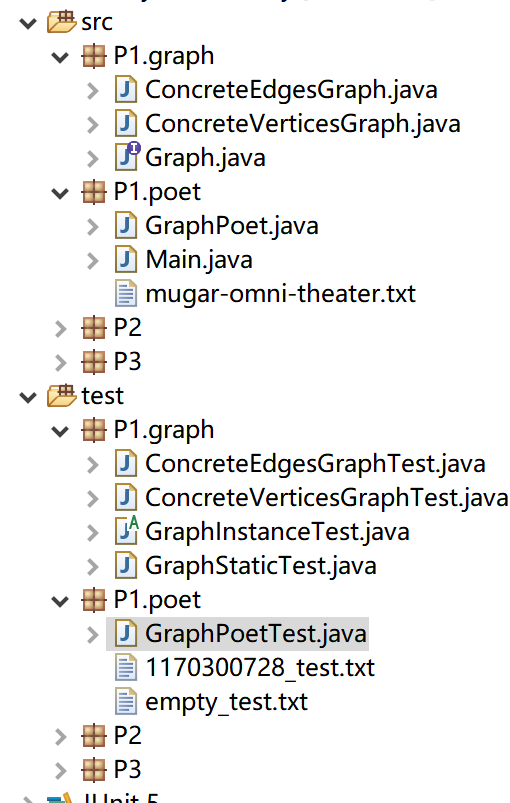 src
P1.graph
ConcreteEdgesGraph.java
ConcreteVerticesGraph.java
Graph.java
P1.poet
GraphPoet.java
Main.java
mugar-omni-theater.txt
P2
P3
test
P1.graph
ConcreteEdgesGraphTest.java
ConcreteVerticesGraphTest.java
GraphInstanceTest.java
GraphStaticTest.java
P1.poet
GraphPoetTest.java
1170300728_test.txt
empty_test.txt
P2
P3
JUnit 5